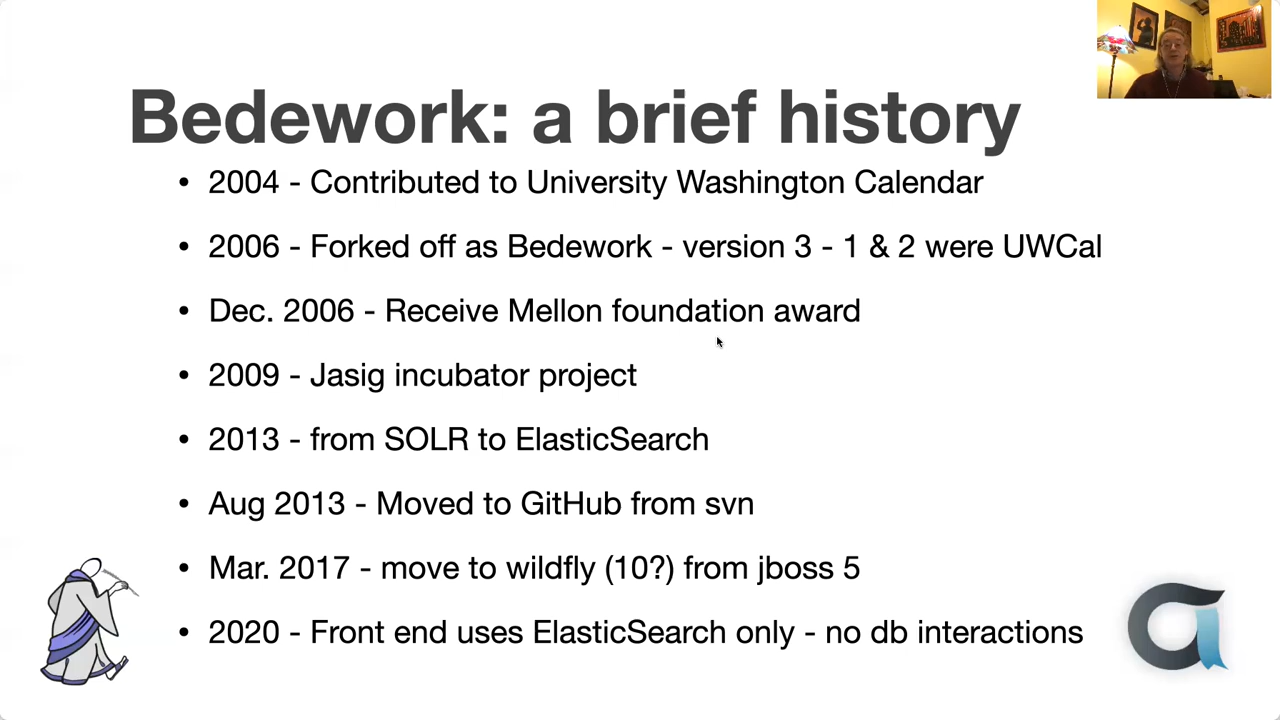 Bedework: a brief history
• 2004 - Contributed to University Washington Calendar
• 2006 - Forked off as Bedework - version 3 - 1 & 2 were UWCal
• Dec. 2006 - Receive Mellon foundation award
• 2009 - Jasig incubator project
• 2013 - from SOLR to ElasticSearch
• Aug 2013 - Moved to GitHub from svn
• Mar. 2017 - move to wildfly (10?) from jboss 5
• 2020 - Front end uses ElasticSearch only - no db interactions